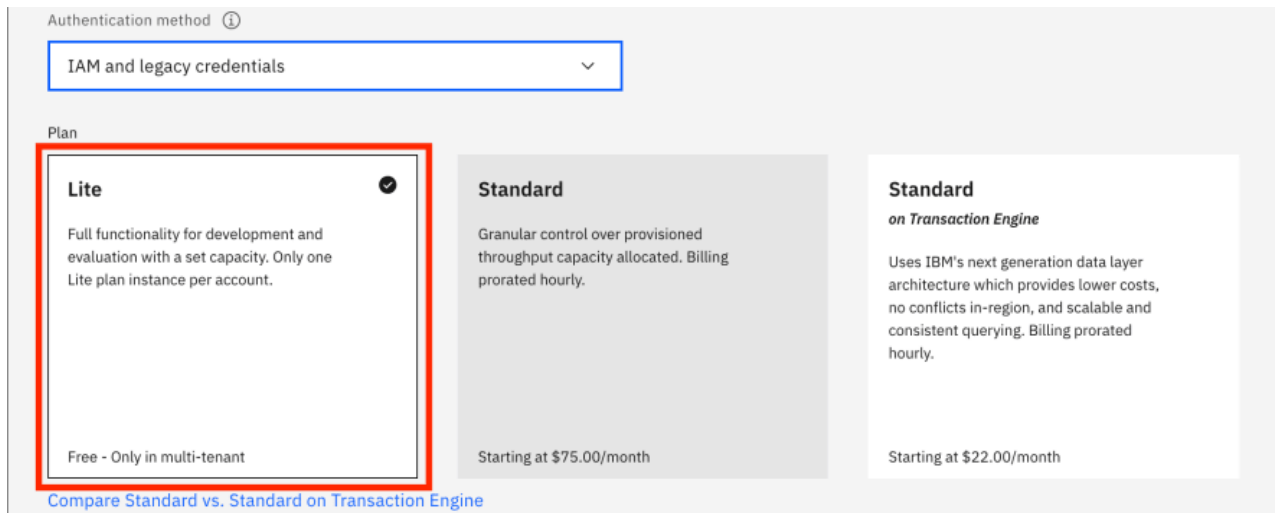 Authentication method
IAM and legacy credentials
Plan
Lite
Full functionality for development and
evaluation with a set capacity. Only one
Lite plan instance per account.
Free - Only in multi-tenant
Standard
Granular control over provisioned
throughput capacity allocated. Billing
prorated hourly.
Starting at $75.00/month
Standard
on Transaction Engine
Uses IBM's next generation data layer
architecture which provides lower costs,
no conflicts in-region, and scalable and
consistent querying. Billing prorated
hourly.
Starting at $22.00/month
Compare Standard vs. Standard on Transaction Engine